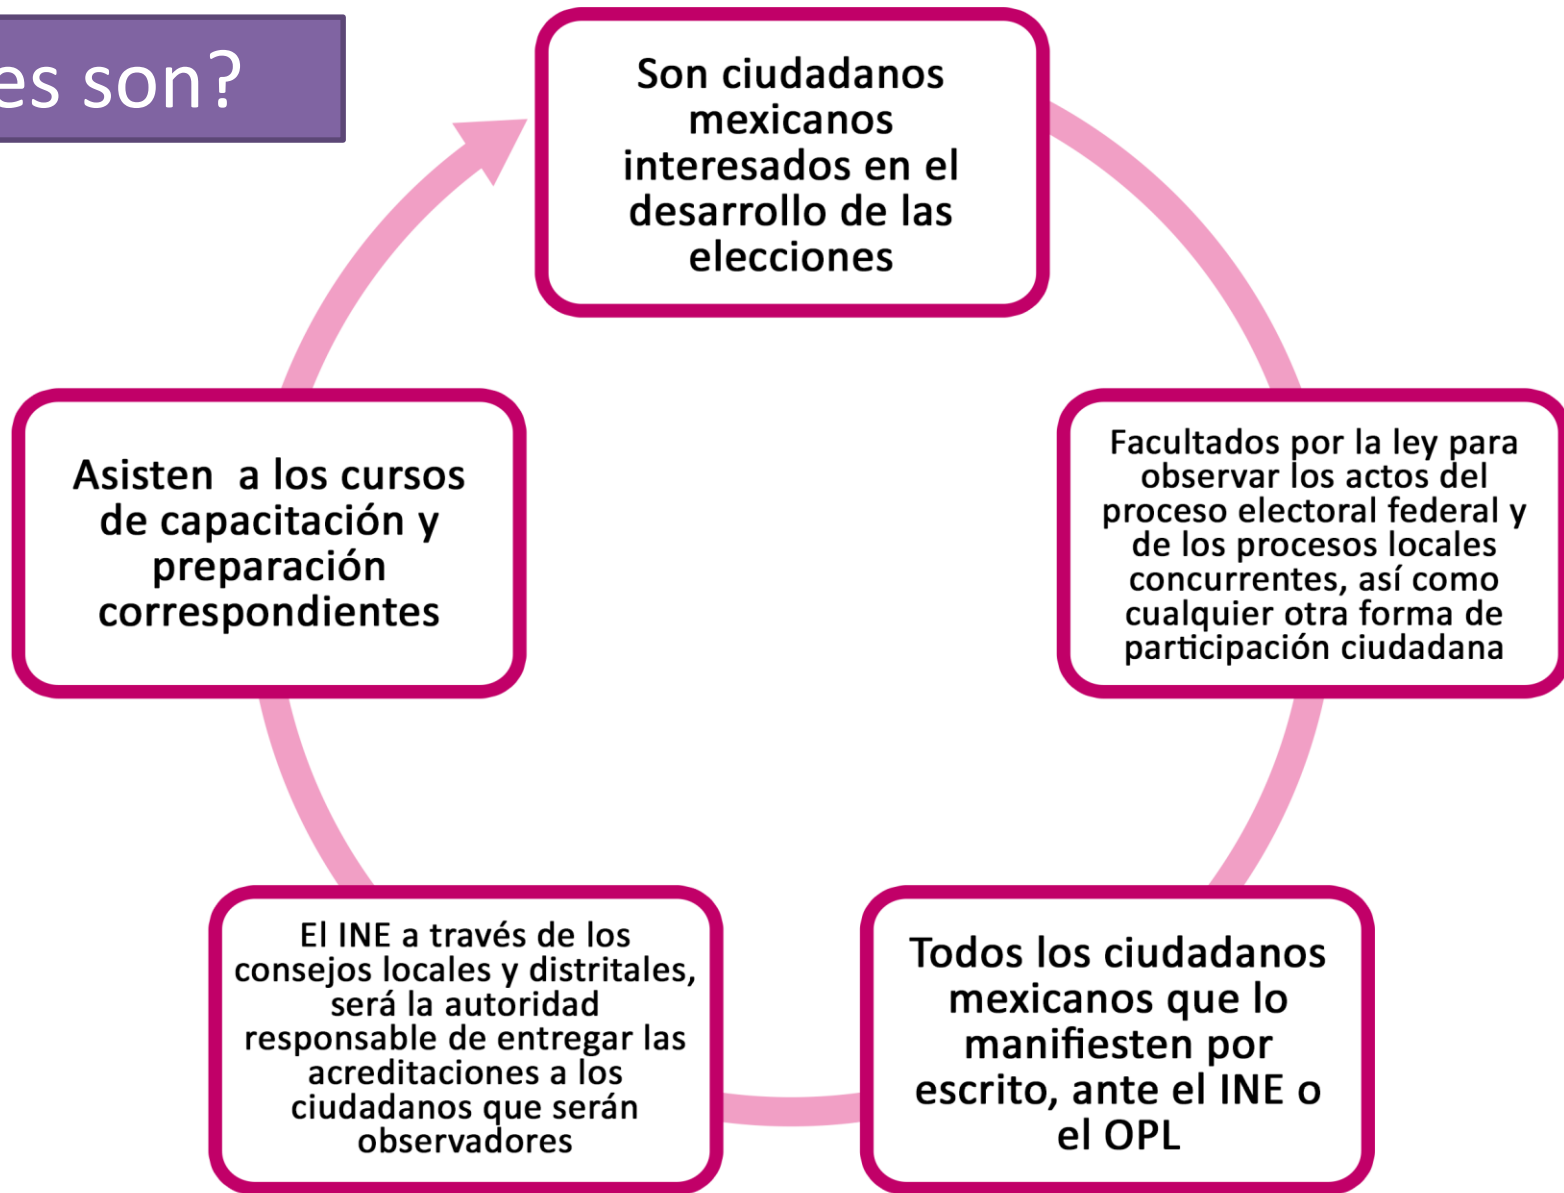 es son?
Son ciudadanos
mexicanos
interesados en el
desarrollo de las
elecciones
Facultados por la ley para
observar los actos del
proceso electoral federal y
de los procesos locales
concurrentes, así como
cualquier otra forma de
participación ciudadana
Todos los ciudadanos
mexicanos que lo
manifiesten por
escrito, ante el INE o
el OPL
El INE a través de los
consejos locales y distritales,
será la autoridad
responsable de entregar las
acreditaciones a los
ciudadanos que serán
observadores
Asisten  a los cursos
de capacitación y
preparación
correspondientes